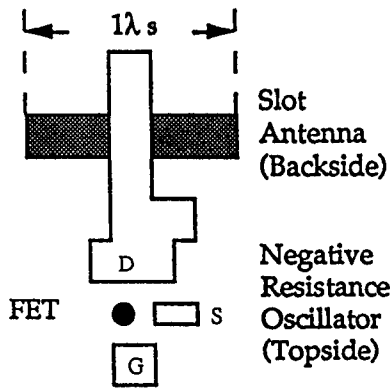 1λ s
Slot
Antenna
(Backside)
D
Negative
Resistance
Oscillator
(Topside)
FET
S
G